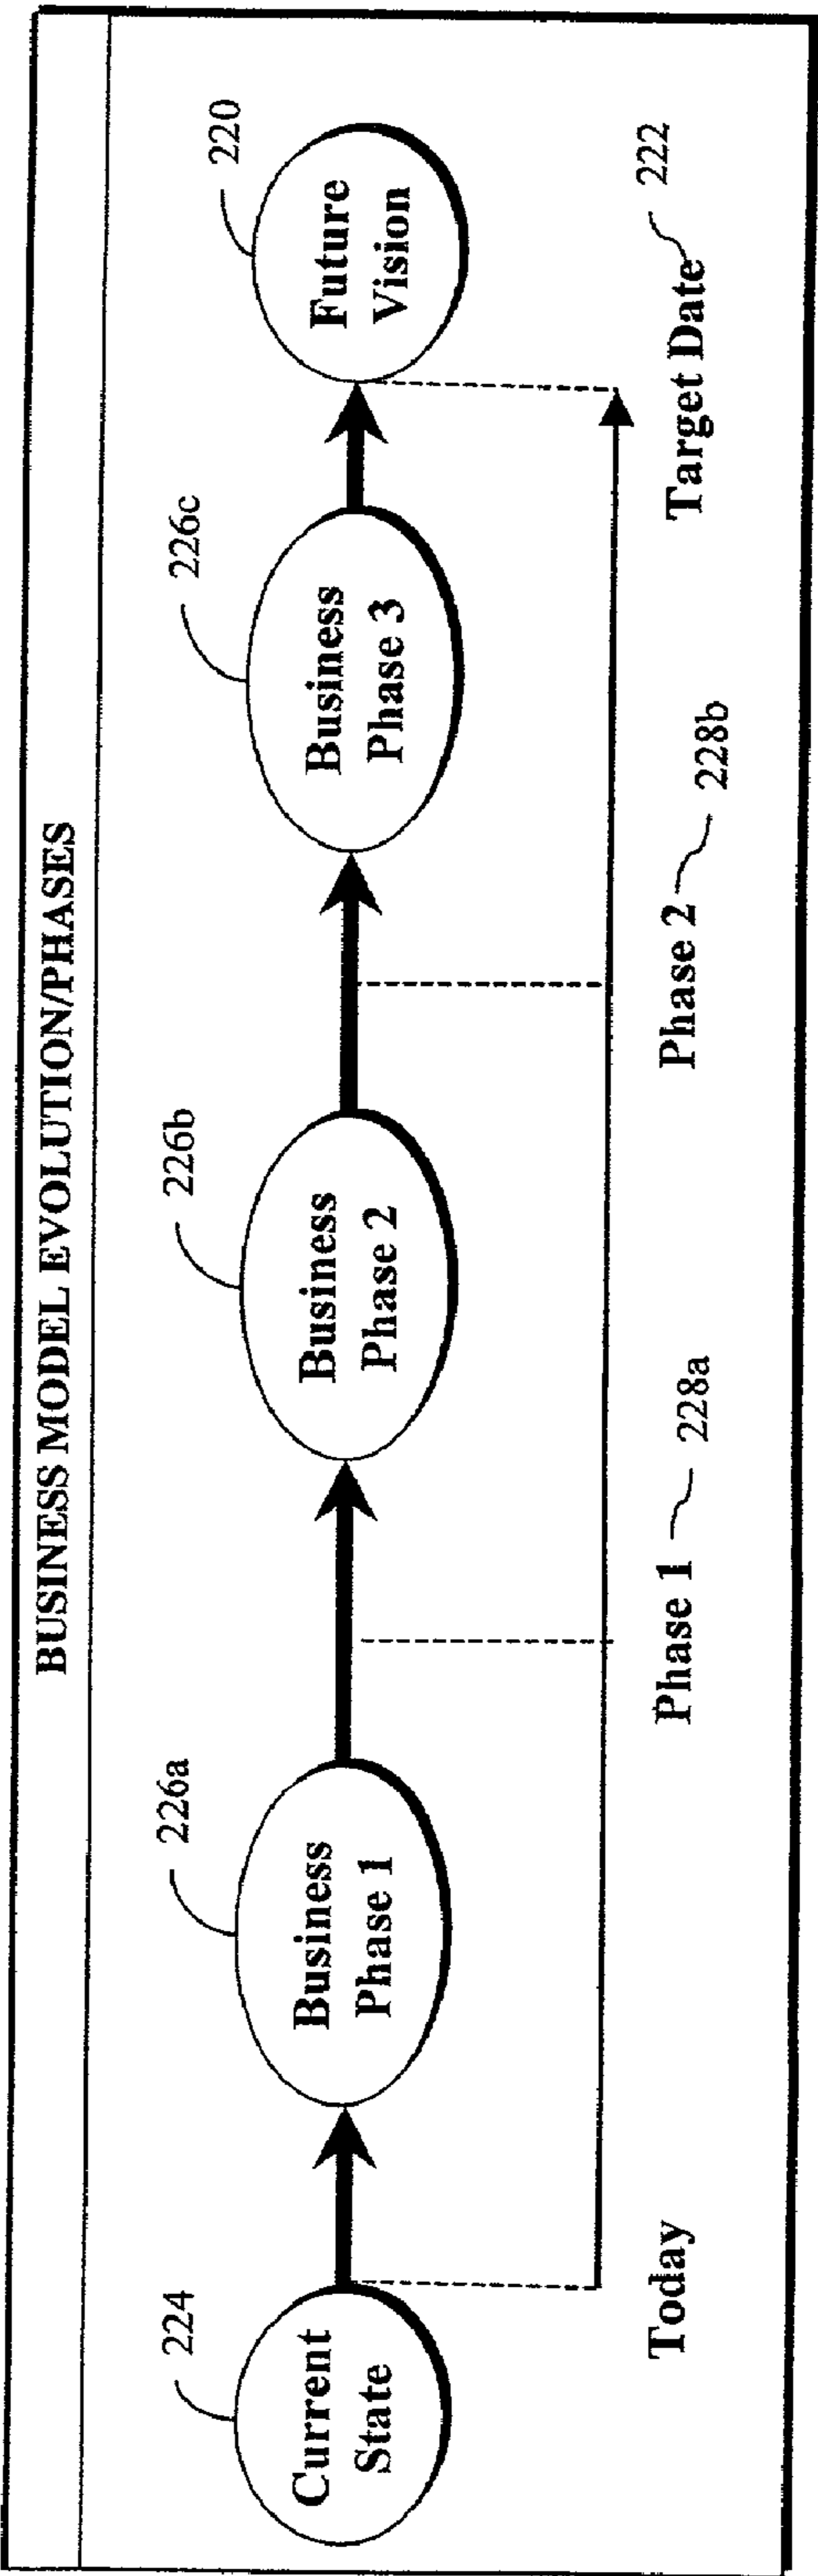 BUSINESS MODEL EVOLUTION/PHASES
224
226a
226b
226c
220
Current
State
Business
Phase 1
Business
Phase 2
Business
Phase 3
Future
Vision
Today
Phase 1
228a
Phase 2
228b
Target Date
222